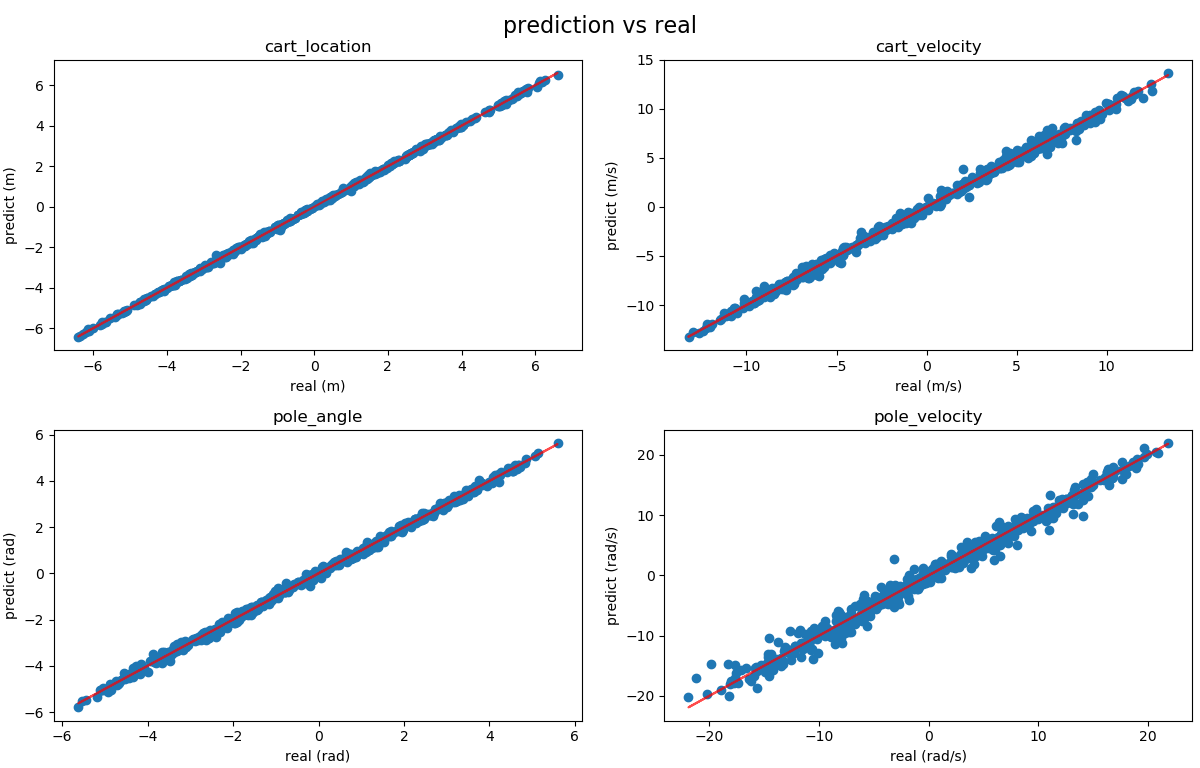 prediction vs real
cart_location
6
4
2
0
−2
−4
−6
predict (m)
−6 −4 −2 0 2 4 6
real (m)
cart_velocity
15
10
5
0
−5
−10
predict (m/s)
−10 −5 0 5 10
real (m/s)
pole_angle
6
4
2
0
−2
−4
−6
predict (rad)
−6 −4 −2 0 2 4 6
real (rad)
pole_velocity
20
10
0
−10
−20
predict (rad/s)
−20 −10 0 10 20
real (rad/s)